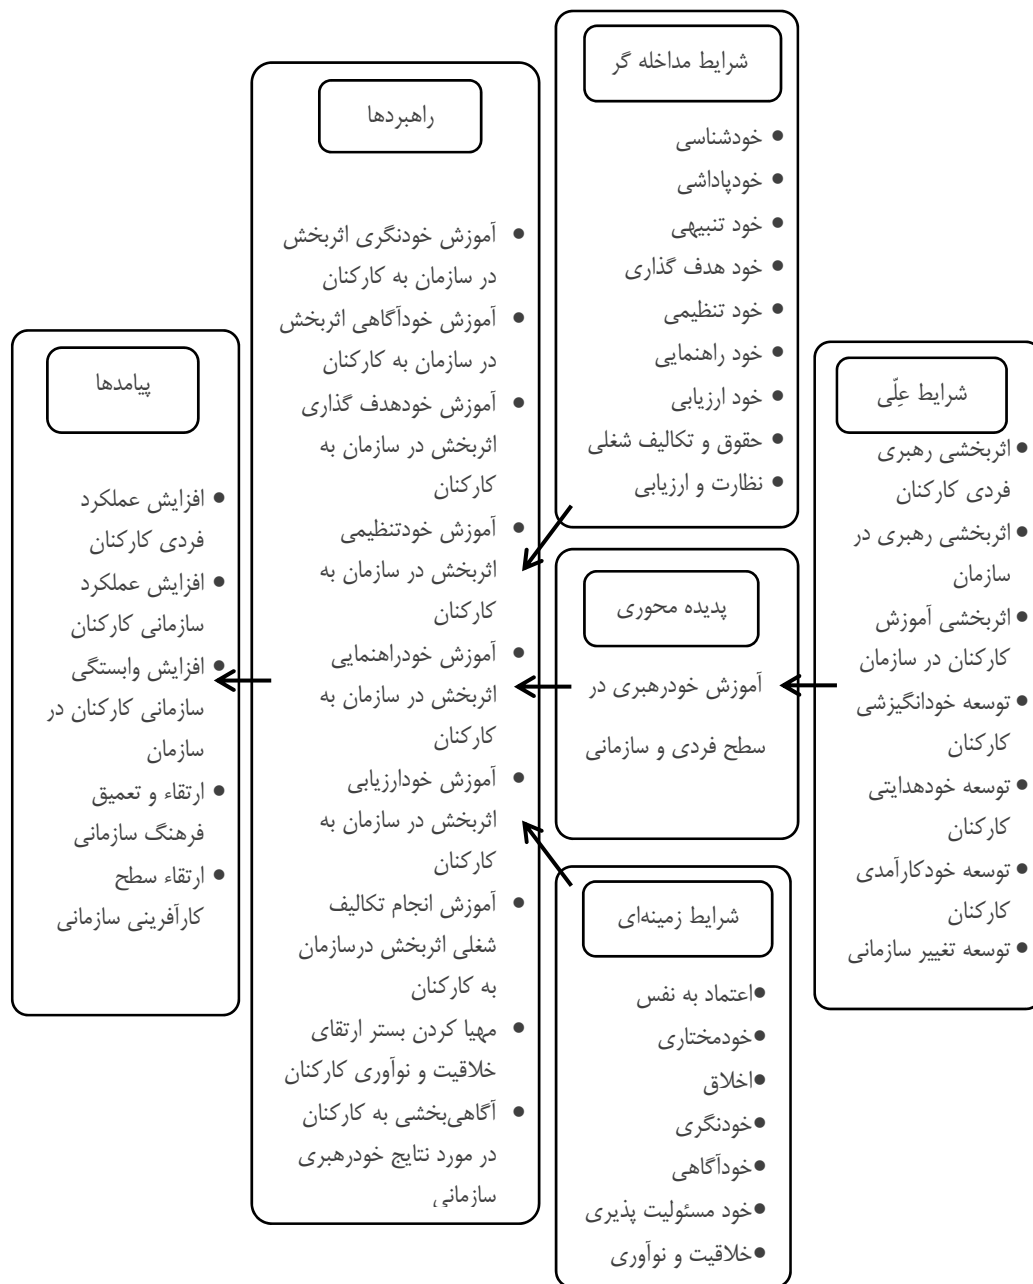 شرایط مداخله گر
• خودشناسی
• خودپاداشی
• خود تنبیهی
• خود هدف گذاری
• خود تنظیمی
• خود راهنمایی
• خود ارزیابی
• حقوق و تکالیف شغلی
• نظارت و ارزیابی
شرایط عِلّی
• اثربخشی رهبری
فردی کارکنان
• اثربخشی رهبری در
سازمان
• اثربخشی آموزش
کارکنان در سازمان
• توسعه خودانگیزشی
کارکنان
• توسعه خودهدایتی
کارکنان
• توسعه خودکارآمدی
کارکنان
• توسعه تغییر سازمانی
پدیده محوری
آموزش خودرهبری در
سطح فردی و سازمانی
شرایط زمینه‌ای
• اعتماد به نفس
• خودمختاری
• اخلاق
• خودنگری
• خودآگاهی
• خود مسئولیت پذیری
• خلاقیت و نوآوری
راهبردها
• آموزش خودنگری اثربخش
در سازمان به کارکنان
• آموزش خودآگاهی اثربخش
در سازمان به کارکنان
• آموزش خودهدف گذاری
اثربخش در سازمان به
کارکنان
• آموزش خودتنظیمی
اثربخش در سازمان به
کارکنان
• آموزش خودراهنمایی
اثربخش در سازمان به
کارکنان
• آموزش خودارزیابی
اثربخش در سازمان به
کارکنان
• آموزش انجام تکالیف
شغلی اثربخش درسازمان
به کارکنان
• مهیا کردن بستر ارتقای
خلاقیت و نوآوری کارکنان
• آگاهی‌بخشی به کارکنان
در مورد نتایج خودرهبری
سازمانی
پیامدها
• افزایش عملکرد
فردی کارکنان
• افزایش عملکرد
سازمانی کارکنان
• افزایش وابستگی
سازمانی کارکنان در
سازمان
• ارتقاء و تعمیق
فرهنگ سازمانی
• ارتقاء سطح
کارآفرینی سازمانی